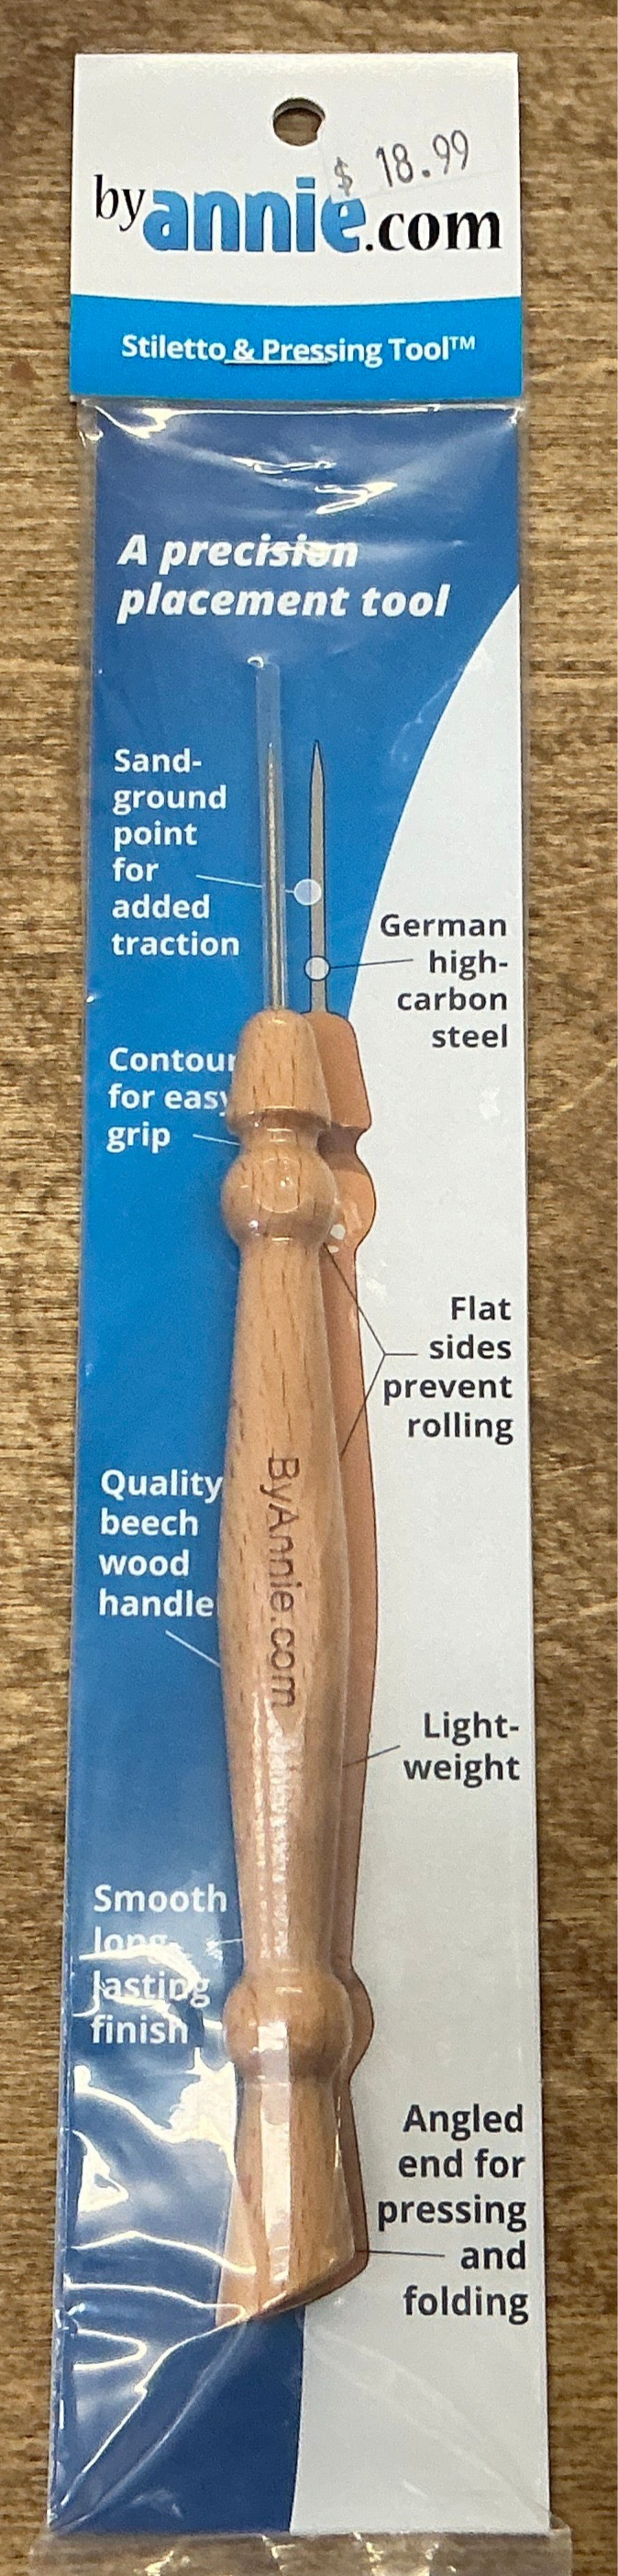 $ 18.99
byannie.com
Stiletto & Pressing Tool™
A precision
placement tool
Sand-
ground
point
for
added
traction
German
high-
carbon
steel
Contour
for easy
grip
Flat
sides
prevent
rolling
Quality
beech
wood
handle
ByAnnie.com
Light-
weight
Smooth
long-
lasting
finish
Angled
end for
pressing
and
folding